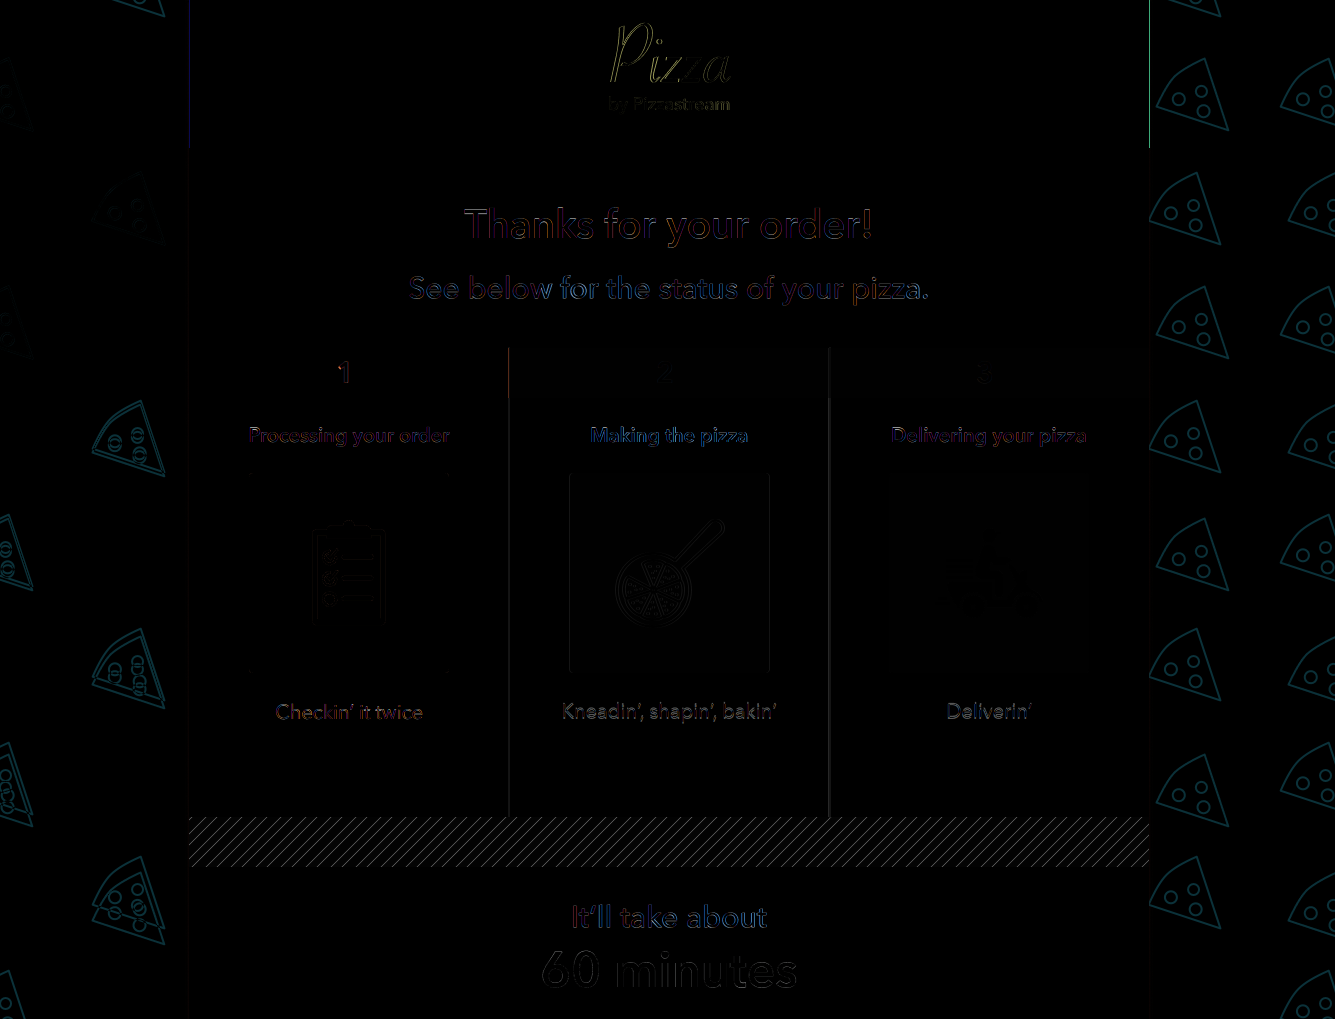 Pizza
by Pizzastream
Thanks for your order!
See below for the status of your pizza.
1
2
3
Processing your order
Making the pizza
Delivering your pizza
Checkin’ it twice
Kneadin’, shapin’, bakin’
Deliverin’
It’ll take about
60 minutes